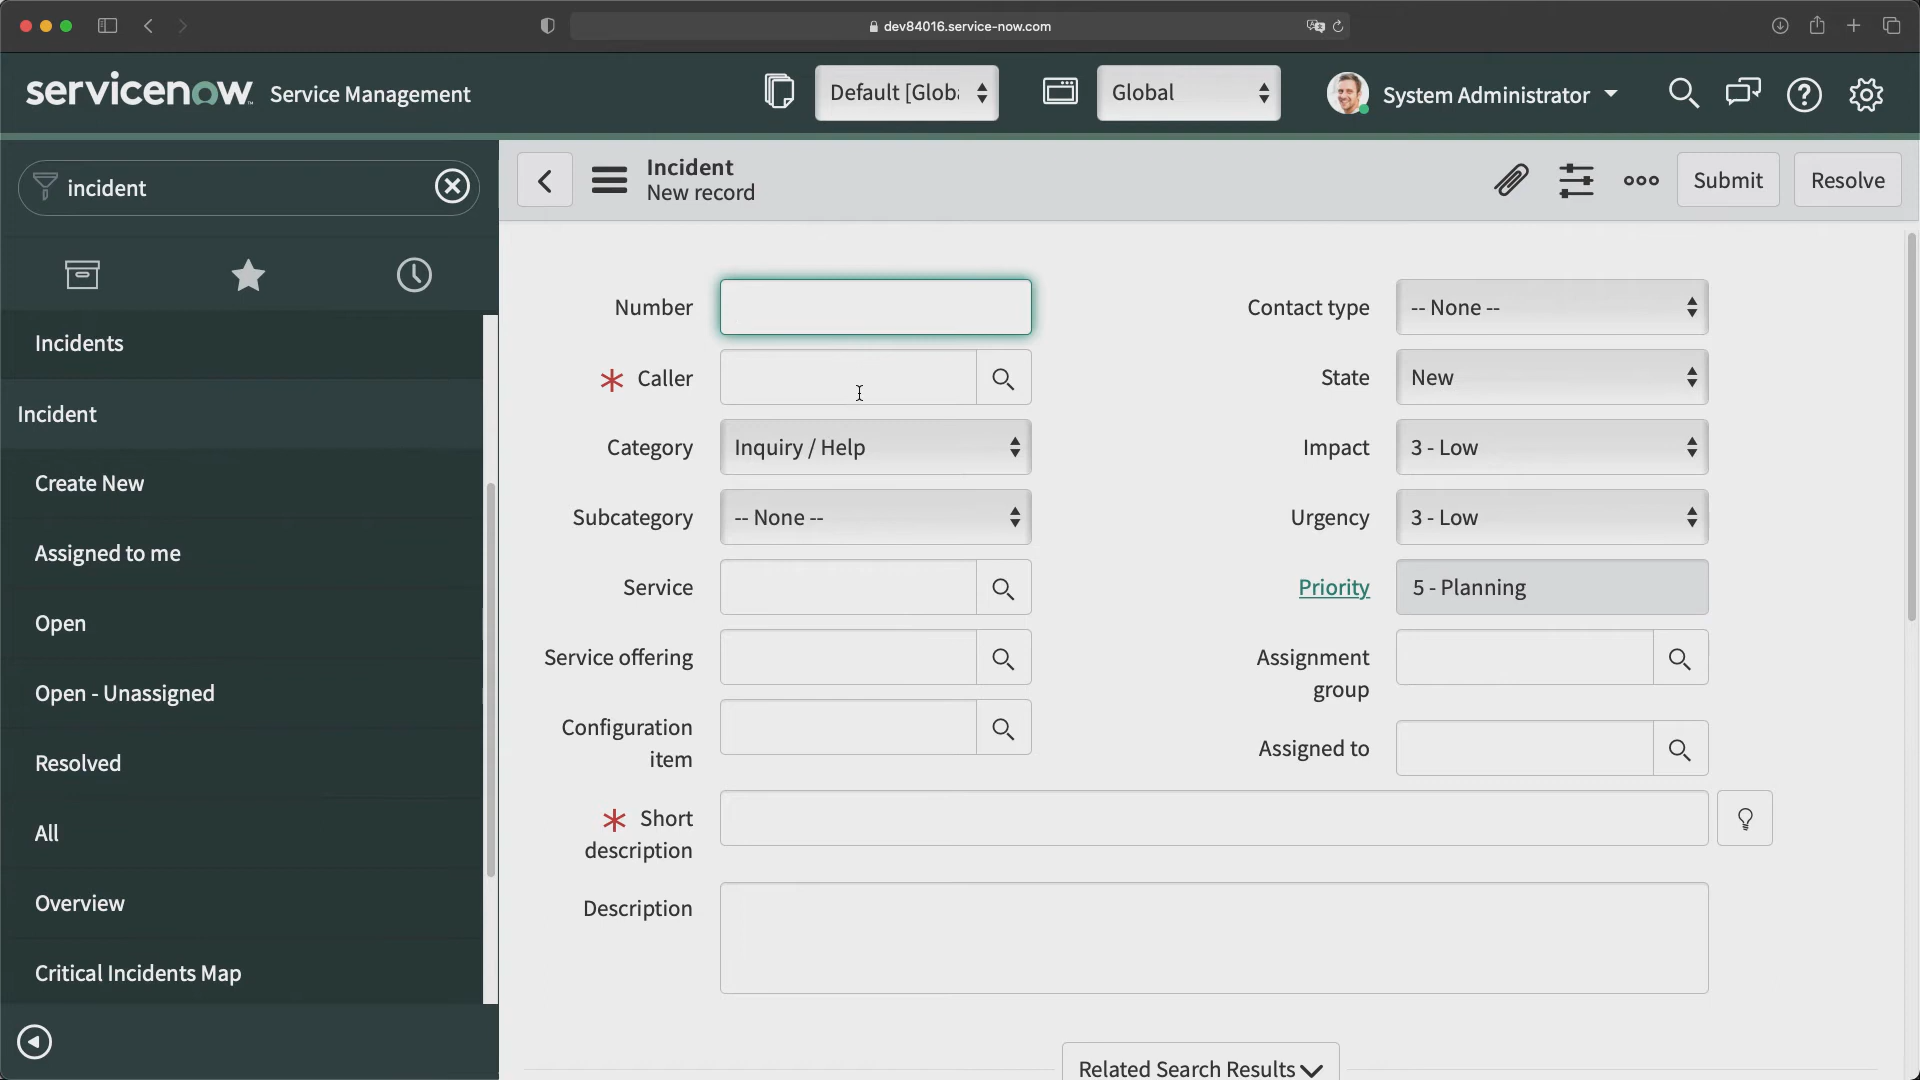 dev84016.service-now.com
servicenow Service Management
Default [Globa
Global
System Administrator
incident
Incidents
Incident
Create New
Assigned to me
Open
Open - Unassigned
Resolved
All
Overview
Critical Incidents Map
Incident
New record
Submit
Resolve
Number
Caller
Category
Inquiry / Help
Subcategory
-- None --
Service
Service offering
Configuration
item
Contact type
-- None --
State
New
Impact
3 - Low
Urgency
3 - Low
Priority
5 - Planning
Assignment
group
Assigned to
Short
description
Description
Related Search Results